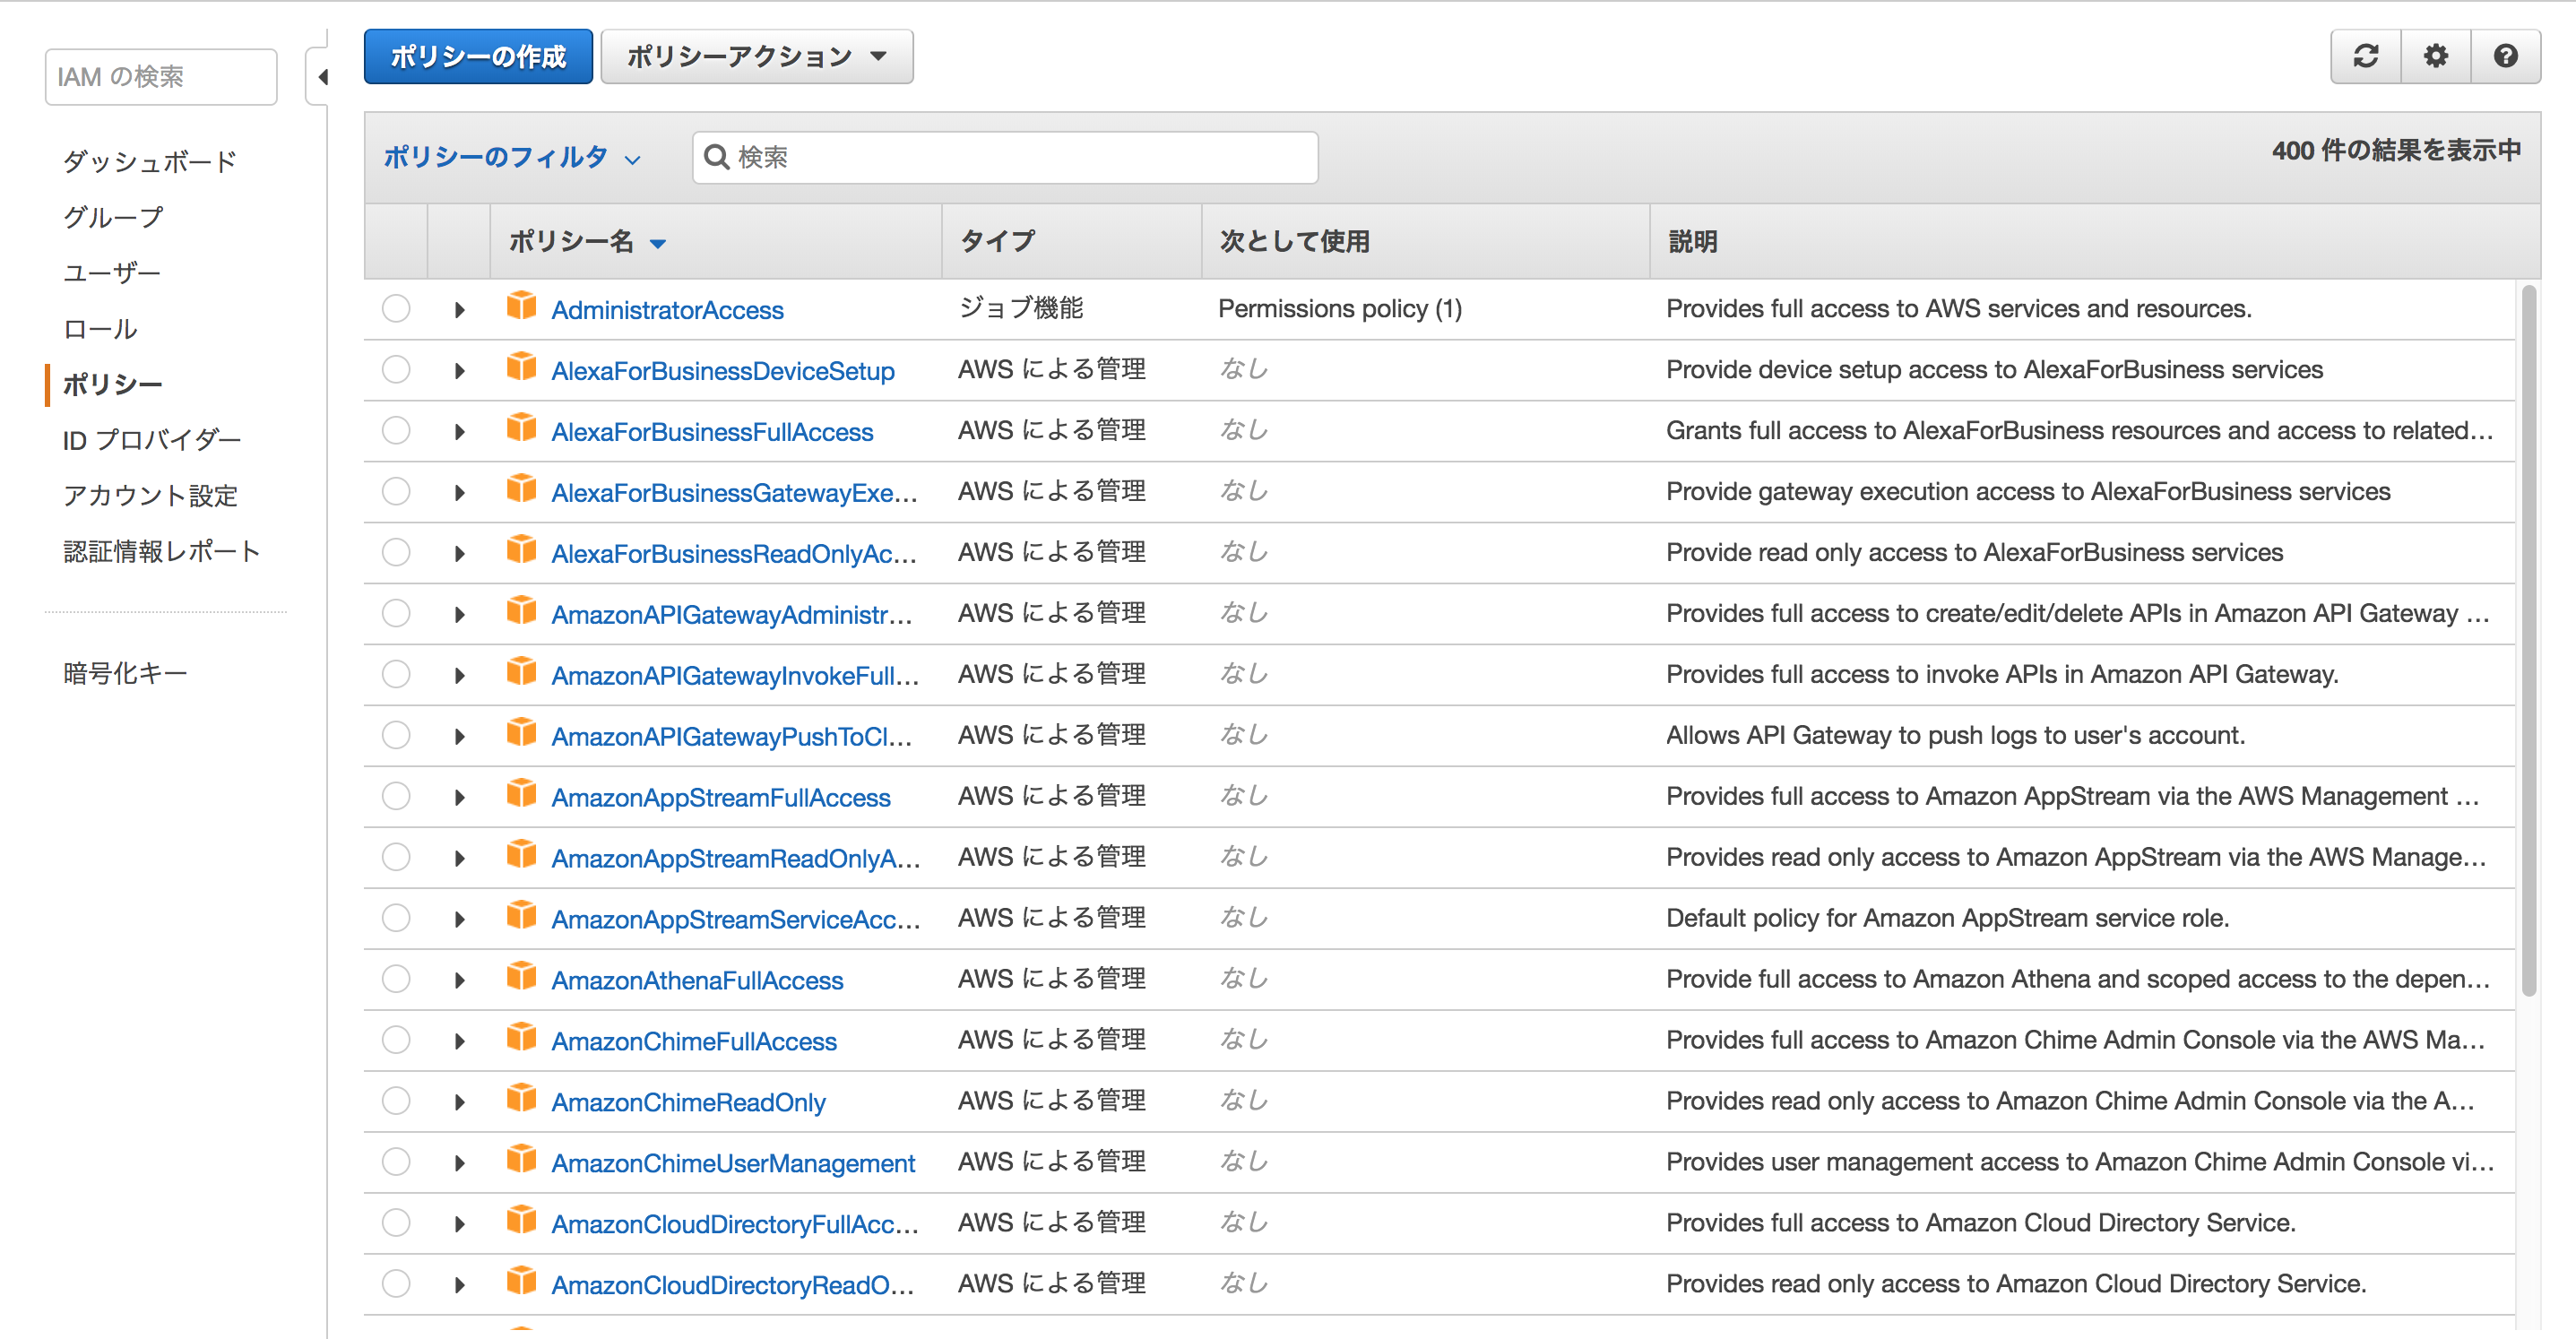 IAM の検索
ダッシュボード
グループ
ユーザー
ロール
ポリシー
ID プロバイダー
アカウント設定
認証情報レポート
暗号化キー
ポリシーの作成 ポリシーアクション
ポリシーのフィルタ 検索 400 件の結果を表示中
ポリシー名 タイプ 次として使用 説明
AdministratorAccess ジョブ機能 Permissions policy (1) Provides full access to AWS services and resources.
AlexaForBusinessDeviceSetup AWS による管理 なし Provide device setup access to AlexaForBusiness services
AlexaForBusinessFullAccess AWS による管理 なし Grants full access to AlexaForBusiness resources and access to related...
AlexaForBusinessGatewayExe... AWS による管理 なし Provide gateway execution access to AlexaForBusiness services
AlexaForBusinessReadOnlyAc... AWS による管理 なし Provide read only access to AlexaForBusiness services
AmazonAPIGatewayAdministr... AWS による管理 なし Provides full access to create/edit/delete APIs in Amazon API Gateway ...
AmazonAPIGatewayInvokeFull... AWS による管理 なし Provides full access to invoke APIs in Amazon API Gateway.
AmazonAPIGatewayPushToCl... AWS による管理 なし Allows API Gateway to push logs to user's account.
AmazonAppStreamFullAccess AWS による管理 なし Provides full access to Amazon AppStream via the AWS Management ...
AmazonAppStreamReadOnlyA... AWS による管理 なし Provides read only access to Amazon AppStream via the AWS Manage...
AmazonAppStreamServiceAcc... AWS による管理 なし Default policy for Amazon AppStream service role.
AmazonAthenaFullAccess AWS による管理 なし Provide full access to Amazon Athena and scoped access to the depen...
AmazonChimeFullAccess AWS による管理 なし Provides full access to Amazon Chime Admin Console via the AWS Ma...
AmazonChimeReadOnly AWS による管理 なし Provides read only access to Amazon Chime Admin Console via the A...
AmazonChimeUserManagement AWS による管理 なし Provides user management access to Amazon Chime Admin Console vi...
AmazonCloudDirectoryFullAcc... AWS による管理 なし Provides full access to Amazon Cloud Directory Service.
AmazonCloudDirectoryReadO... AWS による管理 なし Provides read only access to Amazon Cloud Directory Service.